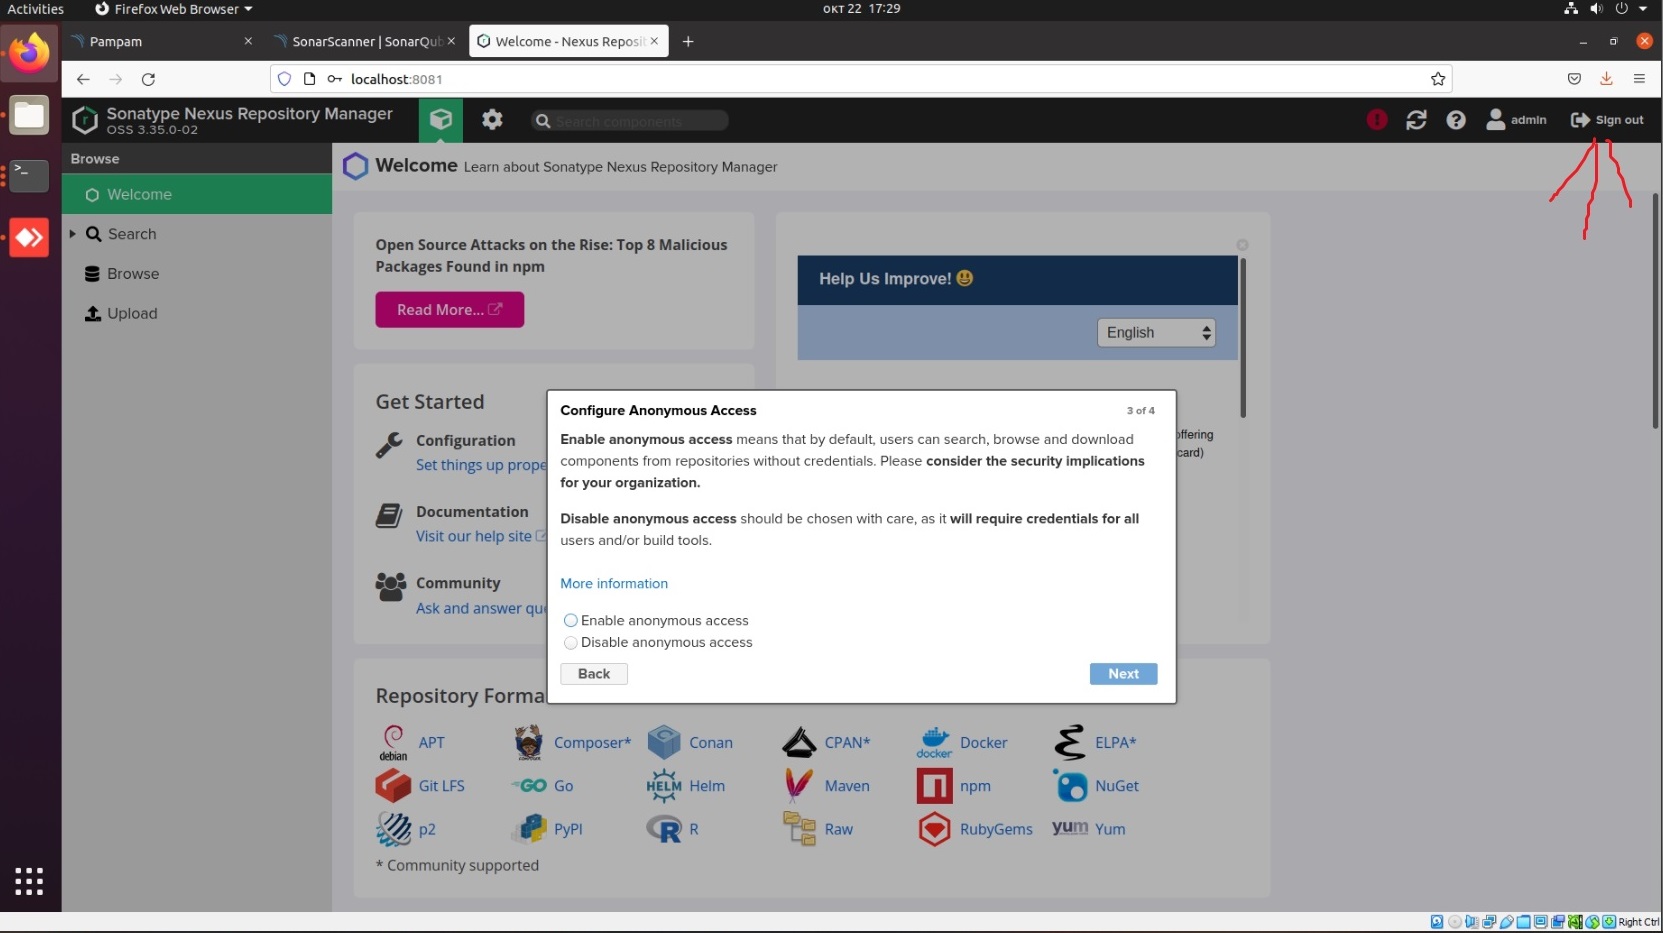 Activities
Firefox Web Browser
окт 22 17:29
Pampam
SonarScanner | SonarQub
Welcome - Nexus Reposit
localhost:8081
Sonatype Nexus Repository Manager
OSS 3.35.0-02
Search components
admin
Sign out
Browse
Welcome
Search
Browse
Upload
Welcome Learn about Sonatype Nexus Repository Manager
Open Source Attacks on the Rise: Top 8 Malicious
Packages Found in npm
Read More...
Help Us Improve! 😃
English
offering
card)
Get Started
Configuration
Set things up prope
Documentation
Visit our help site
Community
Ask and answer qu
Configure Anonymous Access
3 of 4
Enable anonymous access means that by default, users can search, browse and download
components from repositories without credentials. Please consider the security implications
for your organization.
Disable anonymous access should be chosen with care, as it will require credentials for all
users and/or build tools.
More information
Enable anonymous access
Disable anonymous access
Back
Next
Repository Forma
debian APT
Composer*
Conan
CPAN*
docker Docker
ELPA*
Git LFS
GO Go
HELM Helm
Maven
npm
NuGet
p2
PyPI
R R
Raw
RubyGems
yum Yum
* Community supported
Right Ctrl